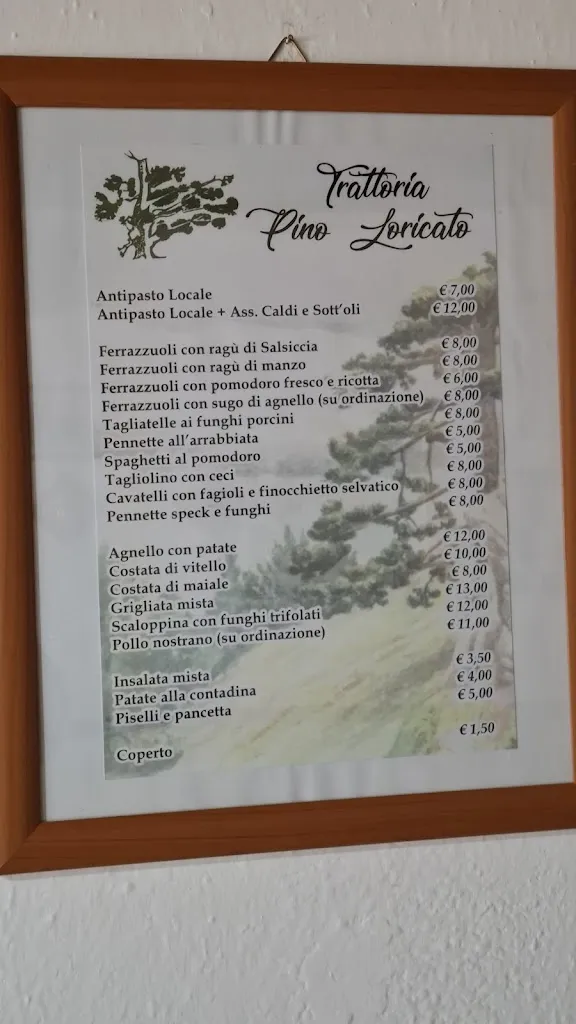 Trattoria
Pino Loricato
Antipasto Locale € 7,00
Antipasto Locale + Ass. Caldi e Sott'oli € 12,00
Ferrazzuoli con ragù di Salsiccia € 8,00
Ferrazzuoli con ragù di manzo € 8,00
Ferrazzuoli con pomodoro fresco e ricotta € 6,00
Ferrazzuoli con sugo di agnello (su ordinazione) € 8,00
Tagliatelle ai funghi porcini € 8,00
Pennette all'arrabbiata € 5,00
Spaghetti al pomodoro € 5,00
Tagliolino con ceci € 8,00
Cavatelli con fagioli e finocchietto selvatico € 8,00
Pennette speck e funghi € 8,00
Agnello con patate € 12,00
Costata di vitello € 10,00
Costata di maiale € 8,00
Grigliata mista € 13,00
Scaloppina con funghi trifolati € 12,00
Pollo nostrano (su ordinazione) € 11,00
Insalata mista € 3,50
Patate alla contadina € 4,00
Piselli e pancetta € 5,00
Coperto € 1,50